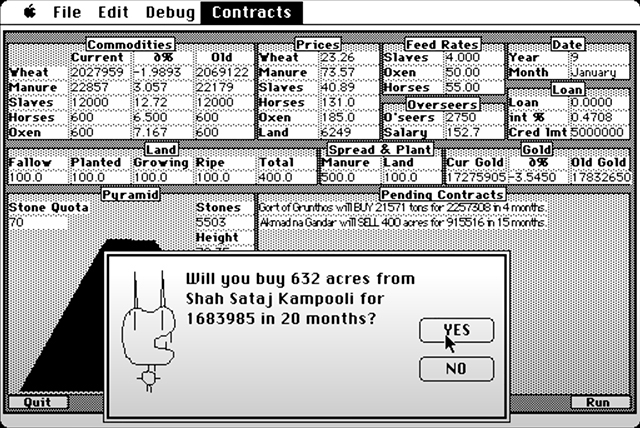 File Edit Debug Contracts
Commodities
Current ∂% Old
Wheat 2027959 -1.9893 2069122
Manure 22857 3.057 22179
Slaves 12000 12.72 12000
Horses 600 6.500 600
Oxen 600 7.167 600
Prices
Wheat 23.26
Manure 73.57
Slaves 40.89
Horses 131.0
Oxen 185.0
Land 6249
Feed Rates
Slaves 4.000
Oxen 50.00
Horses 55.00
Overseers
O'seers 2750
Salary 152.7
Date
Year 9
Month January
Loan
Loan 0.0000
int % 0.4708
Cred lmt 5000000
Land
Fallow Planted Growing Ripe Total
100.0 100.0 100.0 100.0 400.0
Spread & Plant
Manure Land
500.0 100.0
Gold
Cur Gold ∂% Old Gold
17275905 -3.5450 17832650
Pyramid
Stone Quota Stones
70 5503
Height
Pending Contracts
Gort of Grunthos will BUY 21571 tons for 2257308 in 4 months.
Akmad na Gandar will SELL 400 acres for 915516 in 15 months.
Will you buy 632 acres from
Shah Sataj Kampooli for
1683985 in 20 months?
YES
NO
Quit Run